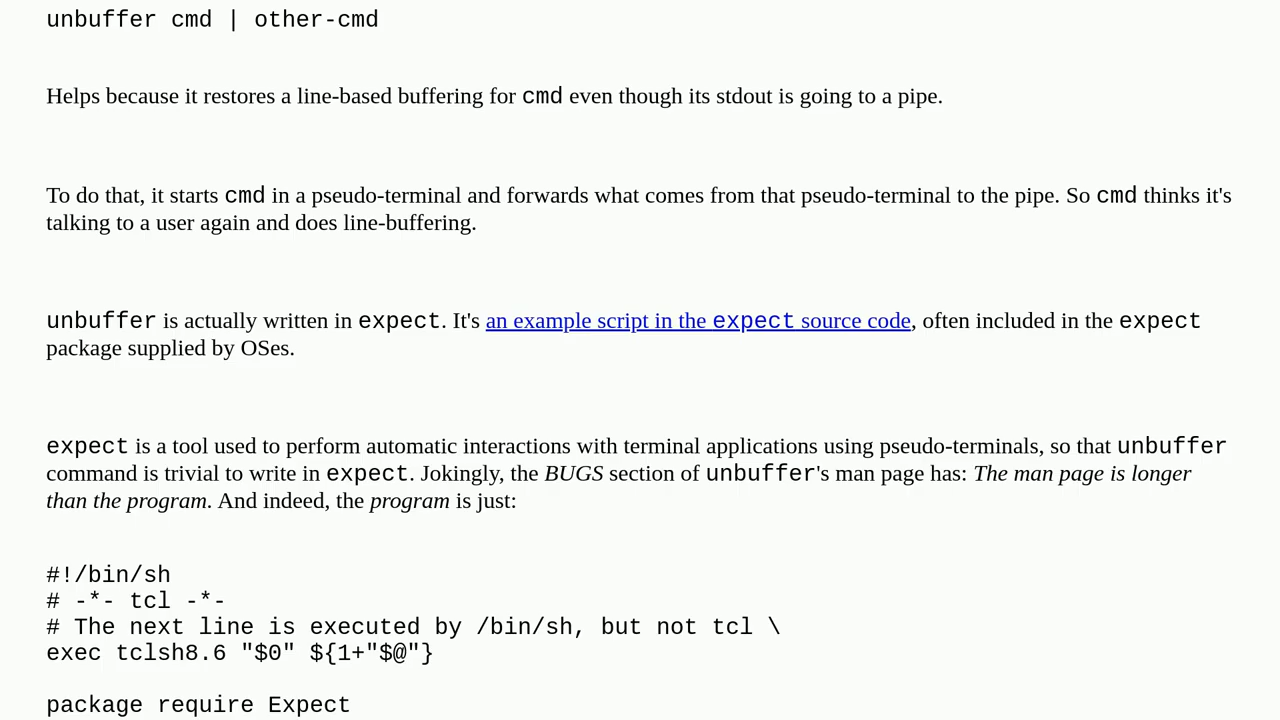 unbuffer cmd | other-cmd
Helps because it restores a line-based buffering for cmd even though its stdout is going to a pipe.
To do that, it starts cmd in a pseudo-terminal and forwards what comes from that pseudo-terminal to the pipe. So cmd thinks it's
talking to a user again and does line-buffering.
unbuffer is actually written in expect. It's an example script in the expect source code, often included in the expect
package supplied by OSes.
expect is a tool used to perform automatic interactions with terminal applications using pseudo-terminals, so that unbuffer
command is trivial to write in expect. Jokingly, the BUGS section of unbuffer's man page has: The man page is longer
than the program. And indeed, the program is just:
#!/bin/sh
# -*- tcl -*-
# The next line is executed by /bin/sh, but not tcl \
exec tclsh8.6 "$0" ${1+"$@"}
package require Expect